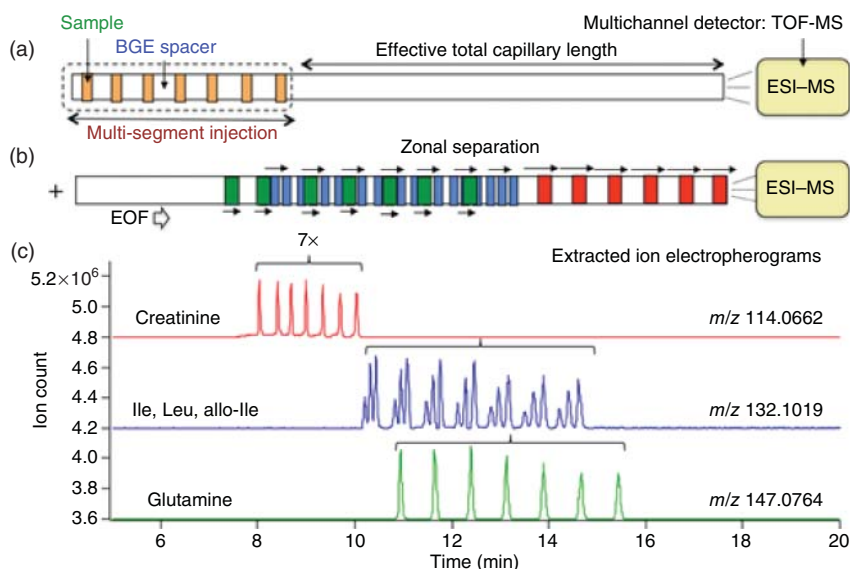 Sample
Multichannel detector: TOF-MS
(a)
BGE spacer
Effective total capillary length
ESI–MS
Multi-segment injection
(b)
Zonal separation
+
ESI–MS
EOF
(c)
7×
Extracted ion electropherograms
5.2×10⁶
5.0
Creatinine
m/z 114.0662
4.8
4.6
4.4
Ile, Leu, allo-Ile
m/z 132.1019
4.2
4.0
3.8
Glutamine
m/z 147.0764
3.6
Ion count
6 8 10 12 14 16 18 20
Time (min)